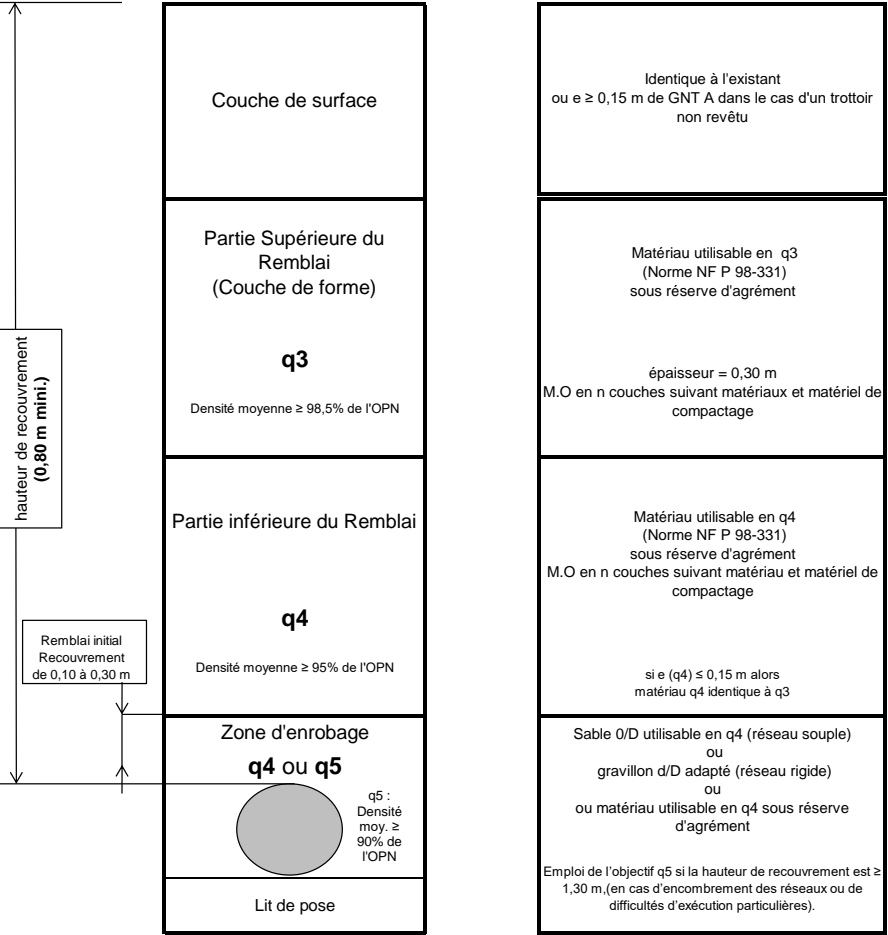 Couche de surface
Identique à l'existant
ou e ≥ 0,15 m de GNT A dans le cas d'un trottoir
non revêtu
Partie Supérieure du
Remblai
(Couche de forme)
q3
Densité moyenne ≥ 98,5% de l'OPN
Matériau utilisable en q3
(Norme NF P 98-331)
sous réserve d'agrément
épaisseur = 0,30 m
M.O en n couches suivant matériaux et matériel de
compactage
hauteur de recouvrement
(0,80 m mini.)
Partie inférieure du Remblai
q4
Densité moyenne ≥ 95% de l'OPN
Matériau utilisable en q4
(Norme NF P 98-331)
sous réserve d'agrément
M.O en n couches suivant matériau et matériel de
compactage
si e (q4) ≤ 0,15 m alors
matériau q4 identique à q3
Remblai initial
Recouvrement
de 0,10 à 0,30 m
Zone d'enrobage
q4 ou q5
q5 :
Densité
moy. ≥
90% de
l'OPN
Sable 0/D utilisable en q4 (réseau souple)
ou
gravillon d/D adapté (réseau rigide)
ou
ou matériau utilisable en q4 sous réserve
d'agrément
Emploi de l’objectif q5 si la hauteur de recouvrement est ≥
1,30 m,(en cas d’encombrement des réseaux ou de
difficultés d’exécution particulières).
Lit de pose